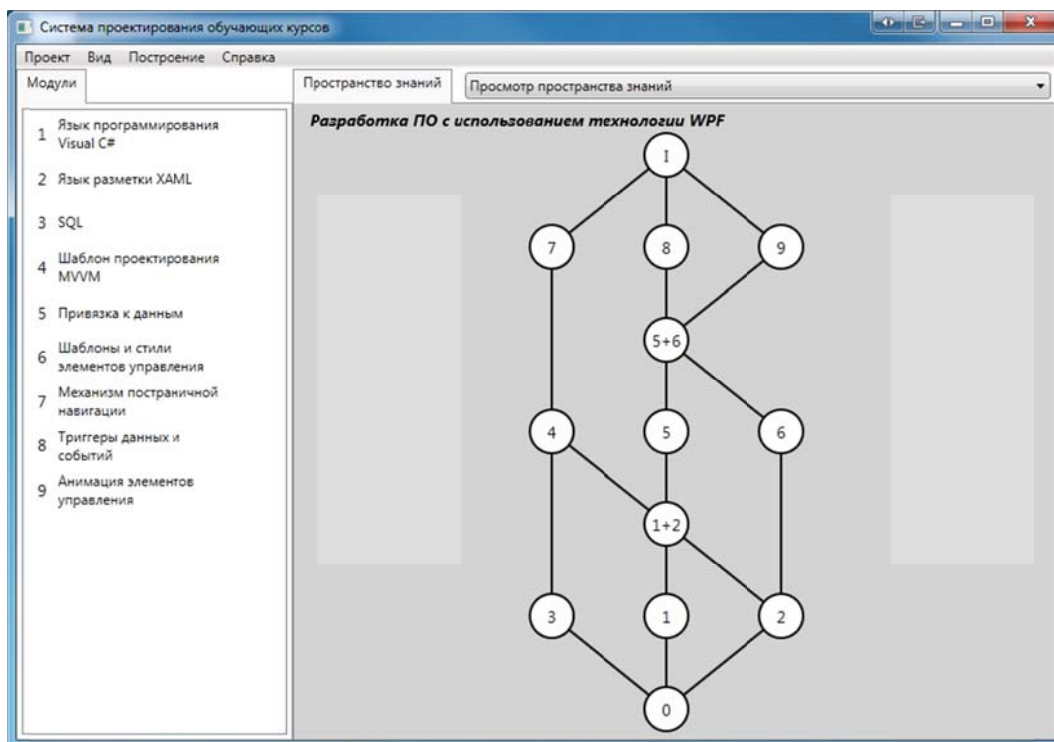 Система проектирования обучающих курсов
Проект Вид Построение Справка
Модули
Пространство знаний
Просмотр пространства знаний
1 Язык программирования
Visual C#
2 Язык разметки XAML
3 SQL
4 Шаблон проектирования
MVVM
5 Привязка к данным
6 Шаблоны и стили
элементов управления
7 Механизм постраничной
навигации
8 Триггеры данных и
событий
9 Анимация элементов
управления
Разработка ПО с использованием технологии WPF
I
7 8 9
5+6
4 5 6
1+2
3 1 2
0